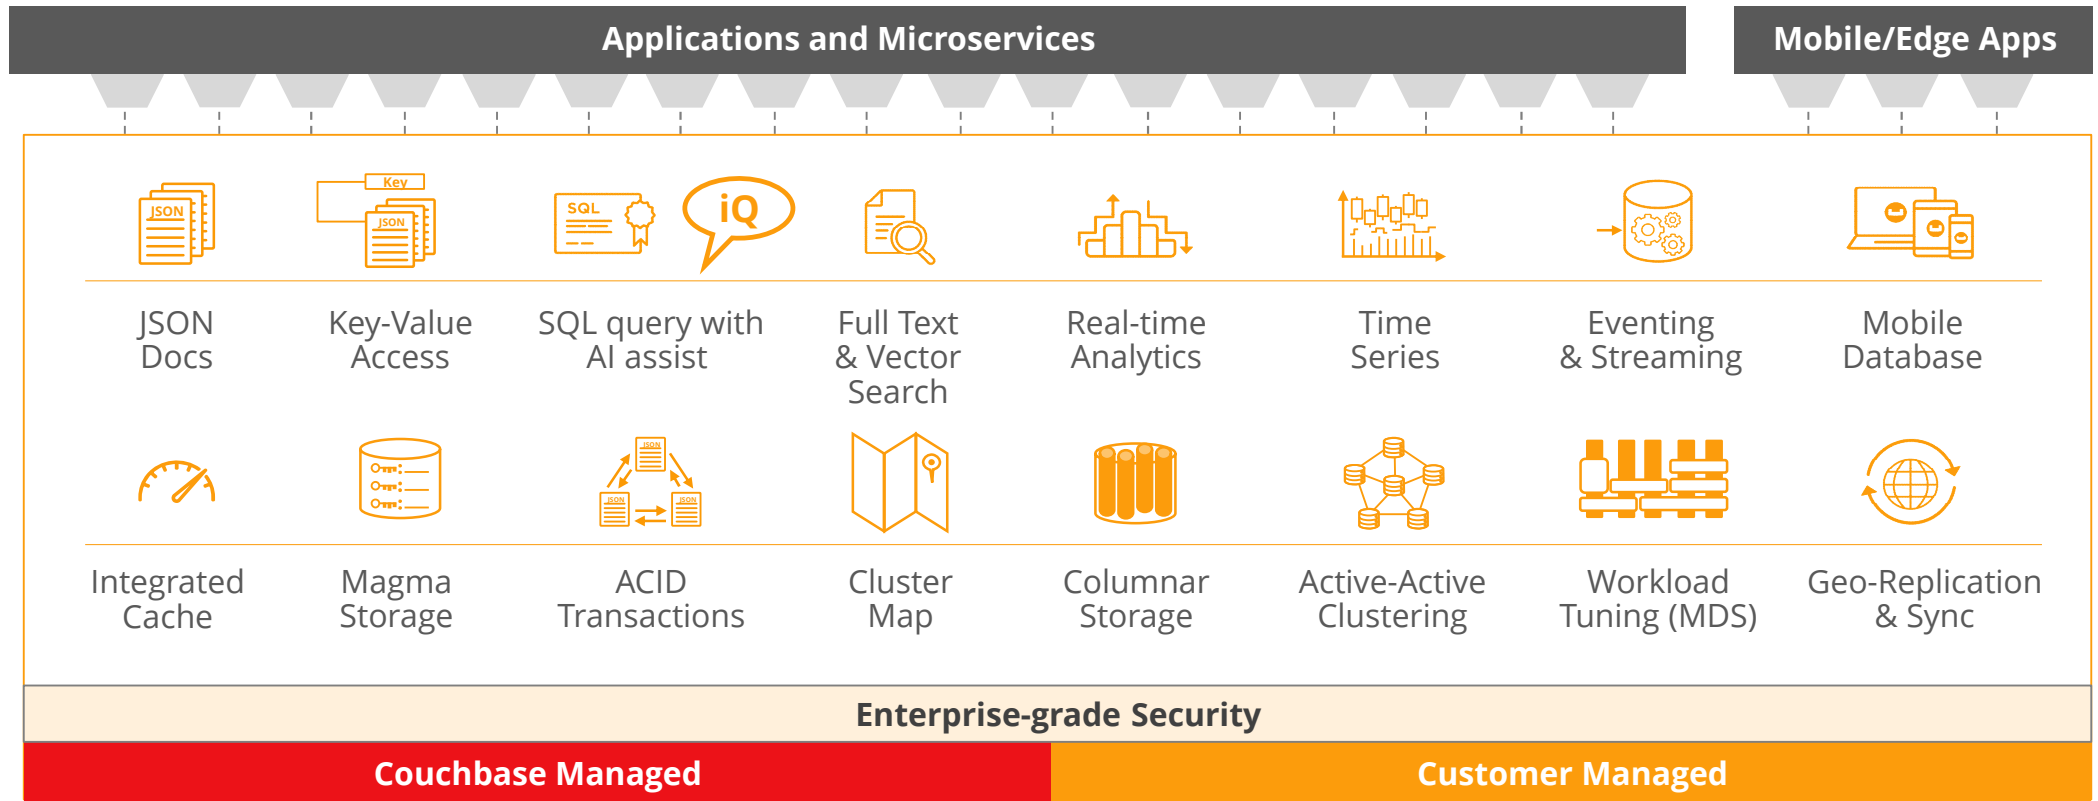 Applications and Microservices
Mobile/Edge Apps
JSON
Key
JSON
SQL
iQ
JSON
Docs
Key-Value
Access
SQL query with
AI assist
Full Text
& Vector
Search
Real-time
Analytics
Time
Series
Eventing
& Streaming
Mobile
Database
JSON
JSON
JSON
Integrated
Cache
Magma
Storage
ACID
Transactions
Cluster
Map
Columnar
Storage
Active-Active
Clustering
Workload
Tuning (MDS)
Geo-Replication
& Sync
Enterprise-grade Security
Couchbase Managed
Customer Managed